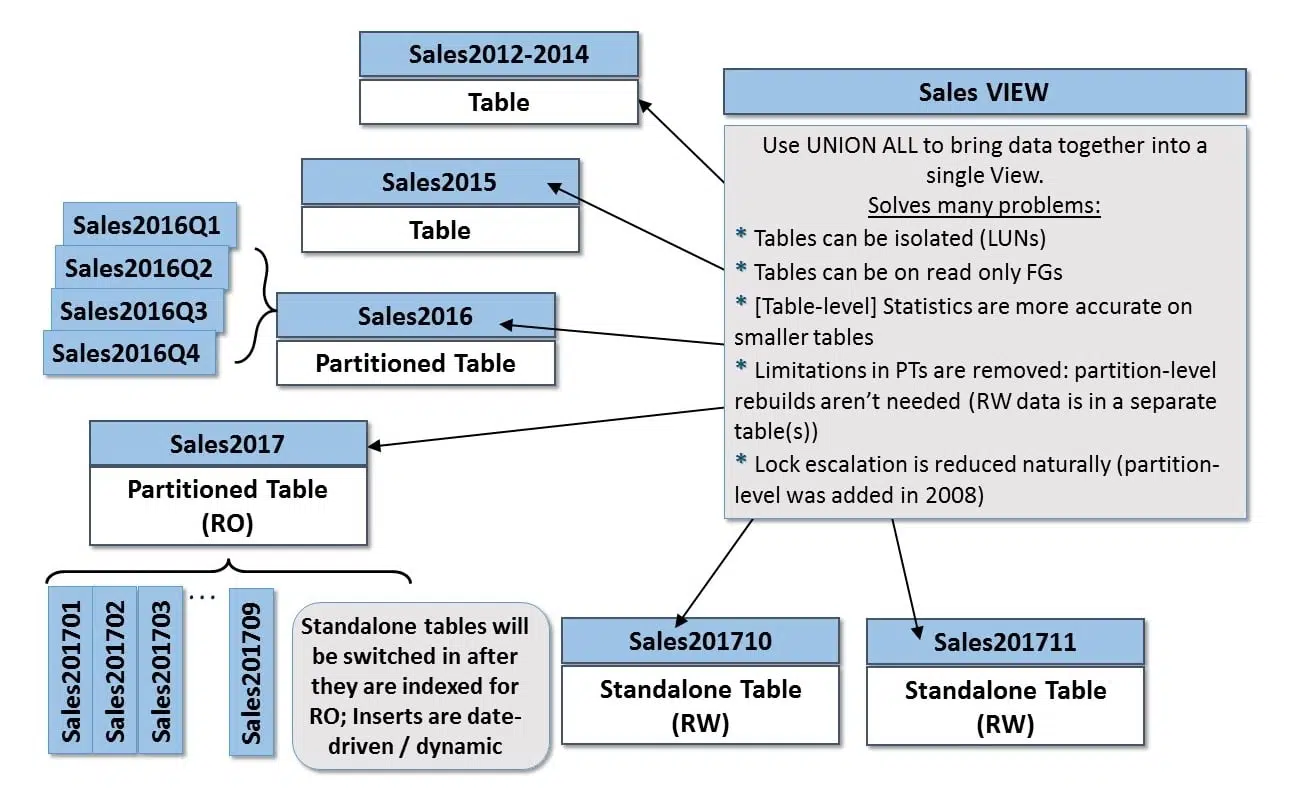 Sales2012-2014
Table
Sales2015
Table
Sales2016Q1
Sales2016Q2
Sales2016Q3
Sales2016Q4
Sales2016
Partitioned Table
Sales2017
Partitioned Table
(RO)
Sales201701
Sales201702
Sales201703
...
Sales201709
Standalone tables will
be switched in after
they are indexed for
RO; Inserts are date-
driven / dynamic
Sales VIEW
Use UNION ALL to bring data together into a
single View.
Solves many problems:
* Tables can be isolated (LUNs)
* Tables can be on read only FGs
* [Table-level] Statistics are more accurate on
smaller tables
* Limitations in PTs are removed: partition-level
rebuilds aren’t needed (RW data is in a separate
table(s))
* Lock escalation is reduced naturally (partition-
level was added in 2008)
Sales201710
Standalone Table
(RW)
Sales201711
Standalone Table
(RW)